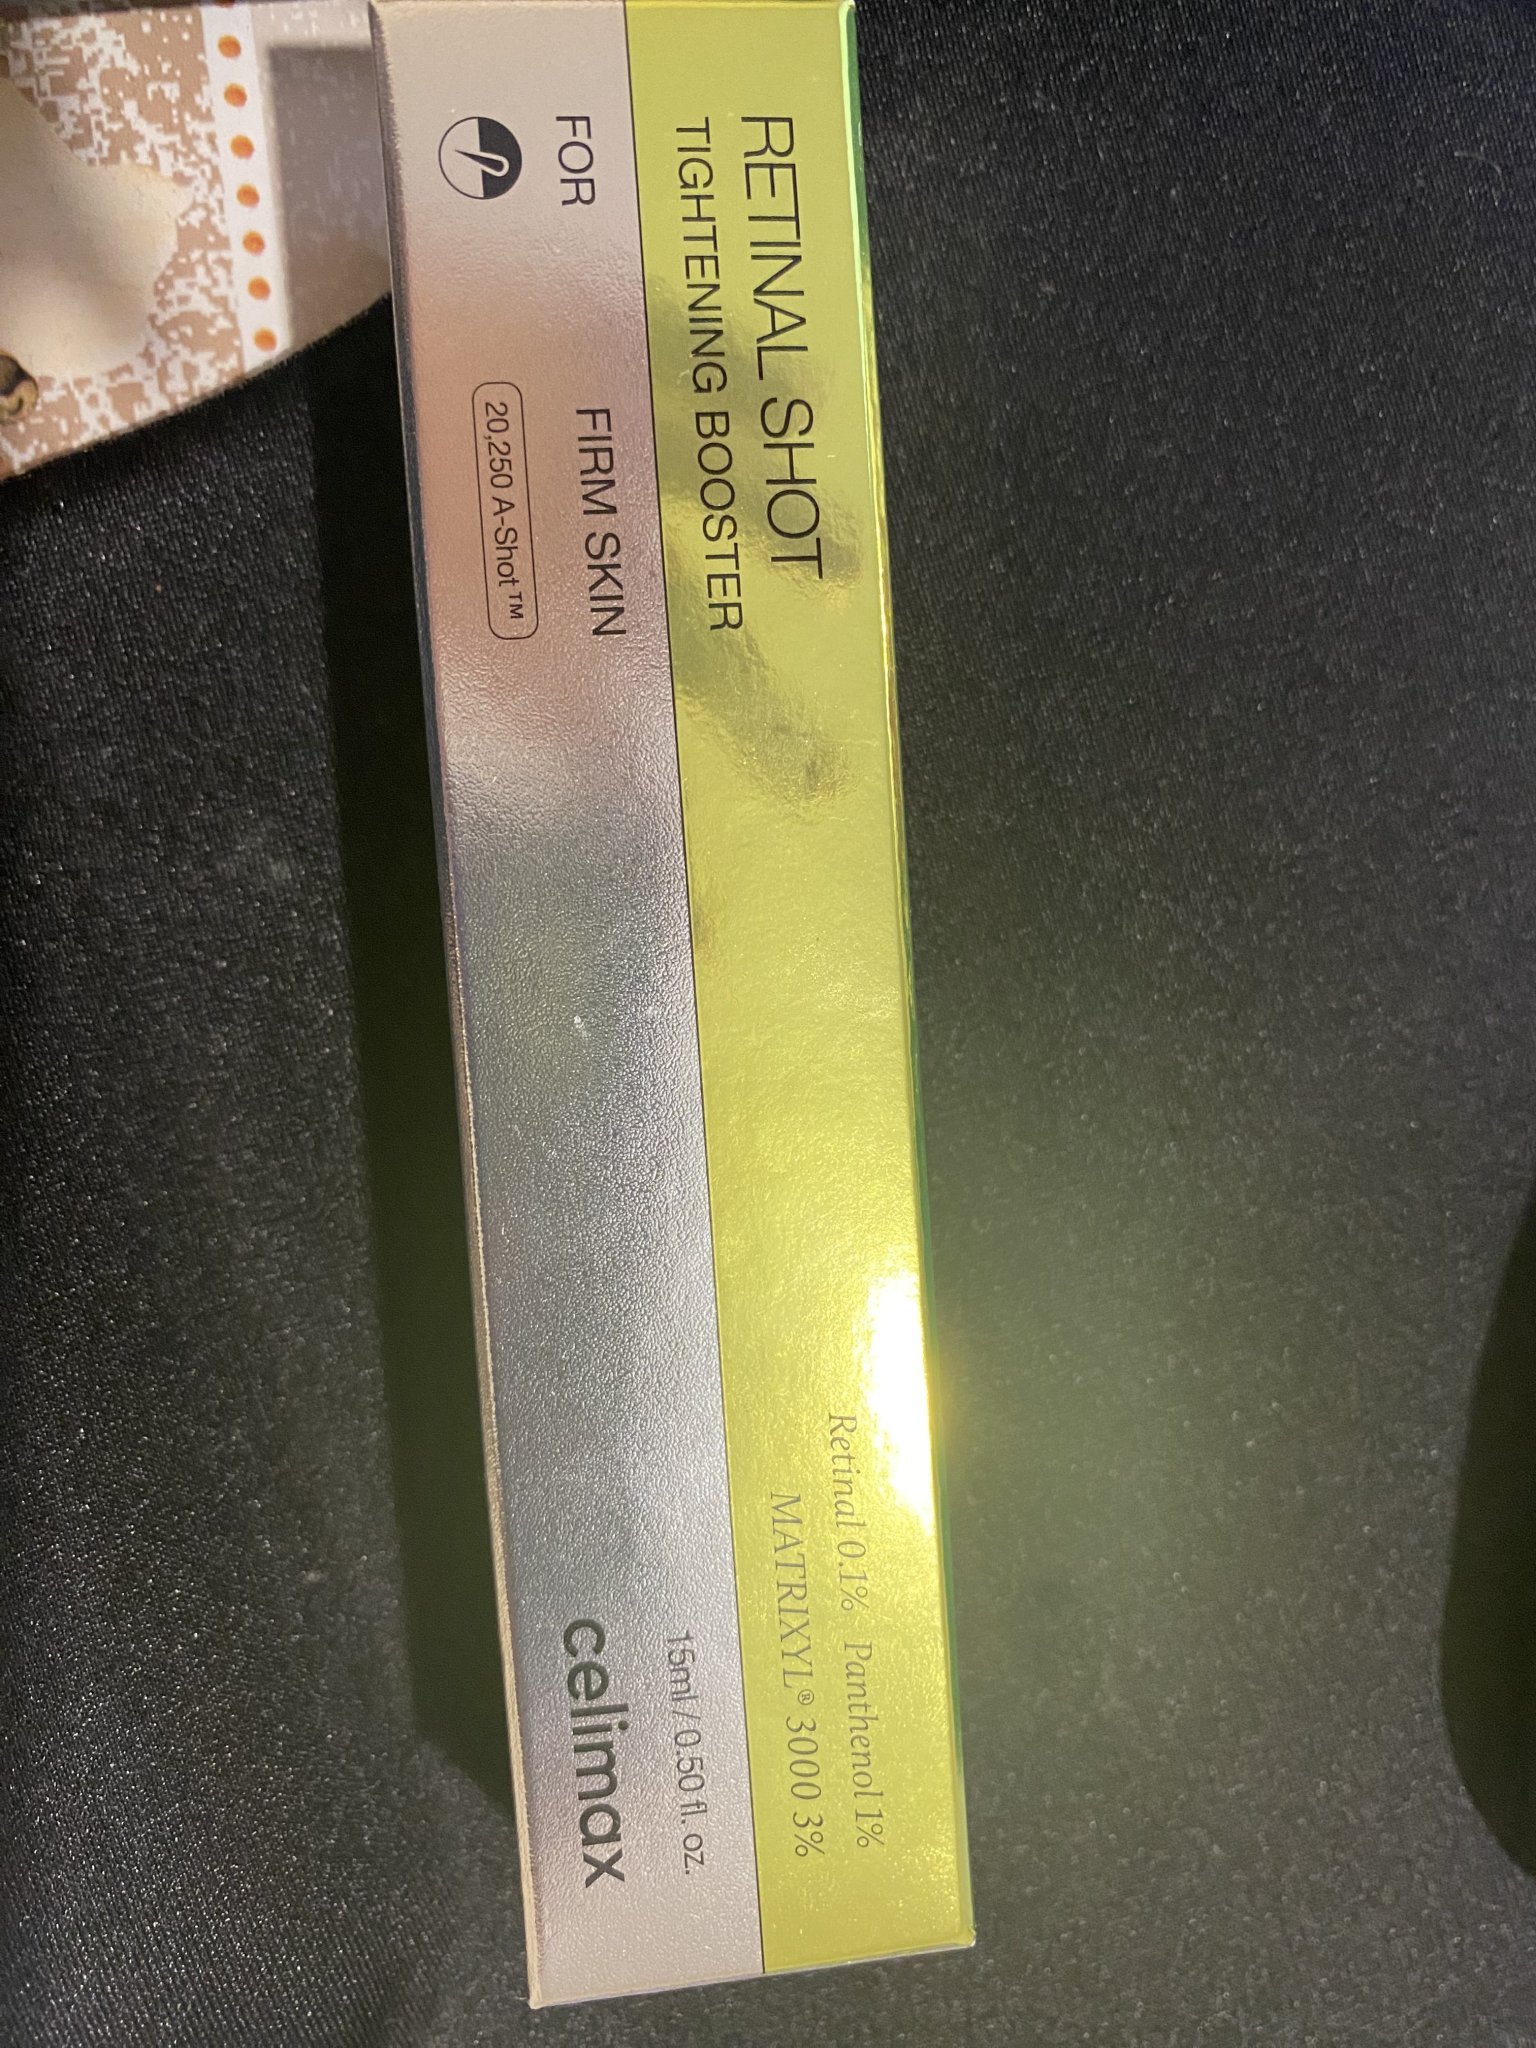 RETINAL SHOT
TIGHTENING BOOSTER
Retinal 0.1% Panthenol 1%
MATRIXYL® 3000 3%
FOR FIRM SKIN
20,250 A-Shot™
15ml / 0.50 fl. oz.
celimax